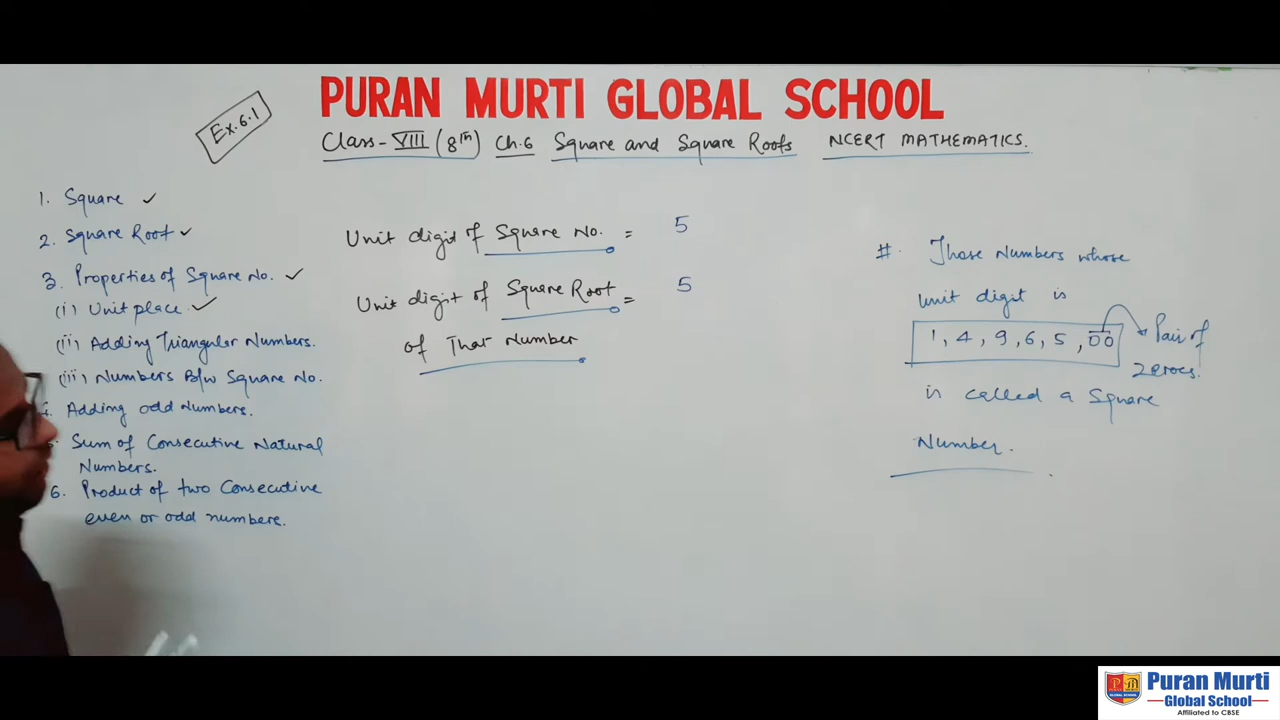 PURAN MURTI GLOBAL SCHOOL
Ex.6.1
Class-VIII (8th) Ch.6 Square and Square Roots NCERT MATHEMATICS.
1. Square ✓
2. Square Root ✓
3. Properties of Square No. ✓
(i) Unit place ✓
(ii) Adding Triangular Numbers.
(iii) Numbers B/w Square No.
Adding odd Numbers.
Sum of Consecutive Natural
Numbers.
6. Product of two Consecutive
even or odd numbers.
Unit digit of Square No. = 5
Unit digit of Square Root = 5
of That Number
# Those Numbers whose
unit digit is
1, 4, 9, 6, 5, 00
Pair of
zeroes.
is called a Square
Number.
Puran Murti
Global School
Affiliated to CBSE